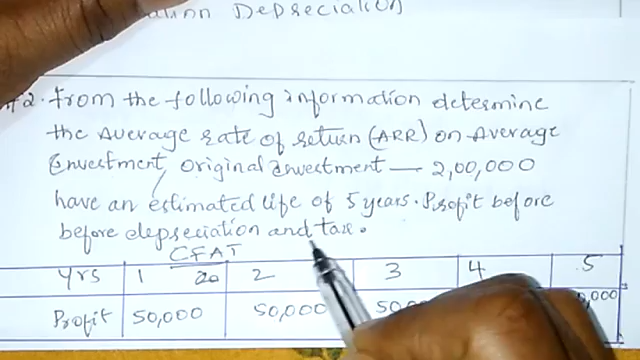 Depreciation
2. From the following information determine
the Average rate of return (ARR) on Average
Investment, Original Investment — 2,00,000
have an estimated life of 5 years. Profit before
before depreciation and tax.
CFAT
Yrs 1 2 3 4 5
Profit 50,000 50,000